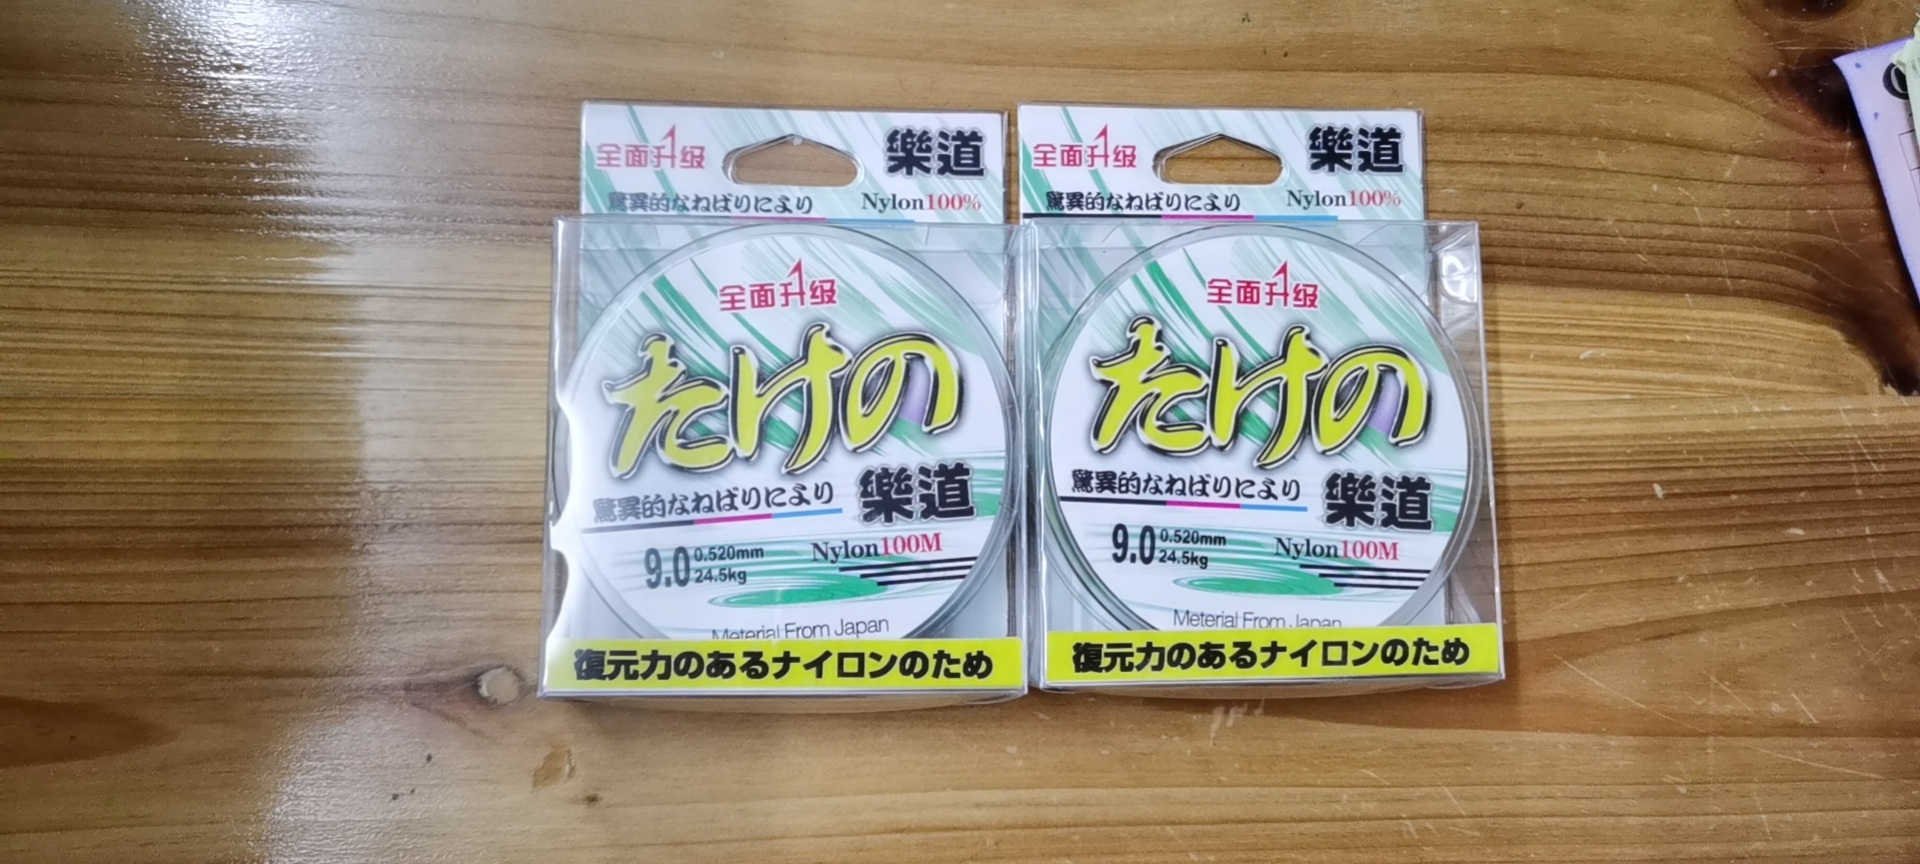 全面升级
樂道
驚異的なねばりにより
Nylon100%
全面升级
たけの
驚異的なねばりにより
樂道
9.0
0.520mm
24.5kg
Nylon100M
Meterial From Japan
復元力のあるナイロンのため
全面升级
樂道
驚異的なねばりにより
Nylon100%
全面升级
たけの
驚異的なねばりにより
樂道
9.0
0.520mm
24.5kg
Nylon100M
Meterial From Japan
復元力のあるナイロンのため